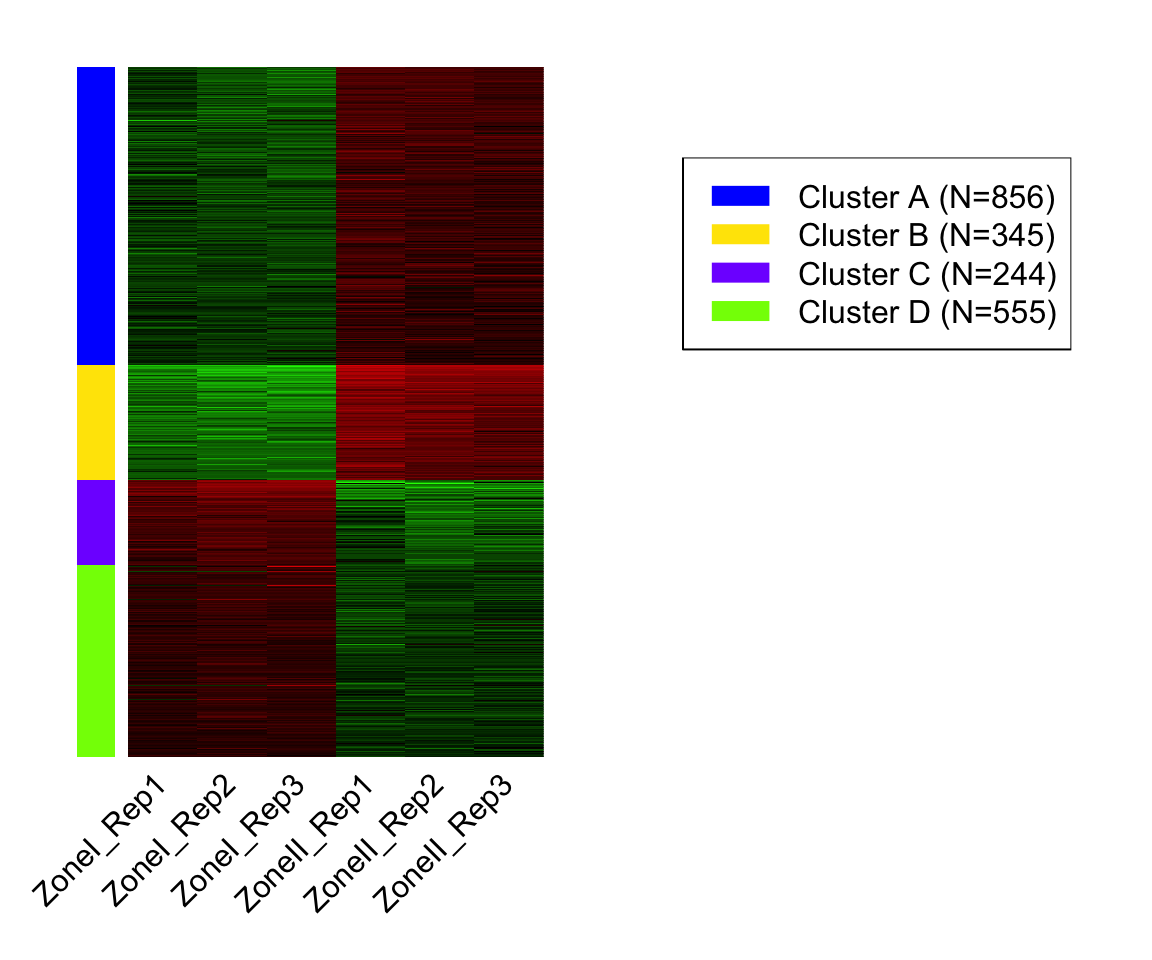 Cluster A (N=856)
Cluster B (N=345)
Cluster C (N=244)
Cluster D (N=555)
ZoneI_Rep1
ZoneI_Rep2
ZoneI_Rep3
ZoneII_Rep1
ZoneII_Rep2
ZoneII_Rep3